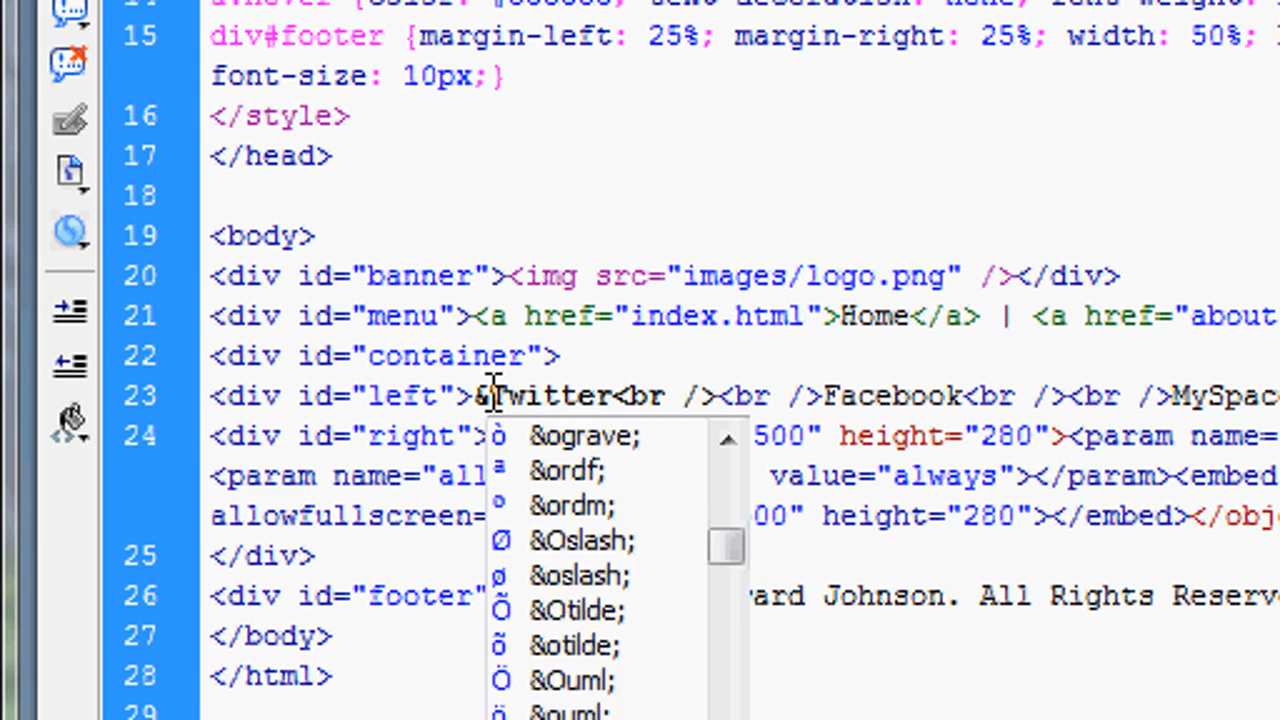 15 div#footer {margin-left: 25%; margin-right: 25%; width: 50%;
font-size: 10px;}
16 </style>
17 </head>
18
19 <body>
20 <div id="banner"><img src="images/logo.png" /></div>
21 <div id="menu"><a href="index.html">Home</a> | <a href="about
22 <div id="container">
23 <div id="left">&Twitter<br /><br />Facebook<br /><br />MySpac
24 <div id="right"> 500" height="280"><param name=
<param name="all value="always"></param><embed
allowfullscreen= 00" height="280"></embed></obj
25 </div>
26 <div id="footer" ard Johnson. All Rights Reserv
27 </body>
28 </html>
29
ò &ograve;
ª &ordf;
º &ordm;
Ø &Oslash;
ø &oslash;
Õ &Otilde;
õ &otilde;
Ö &Ouml;
ö &ouml;